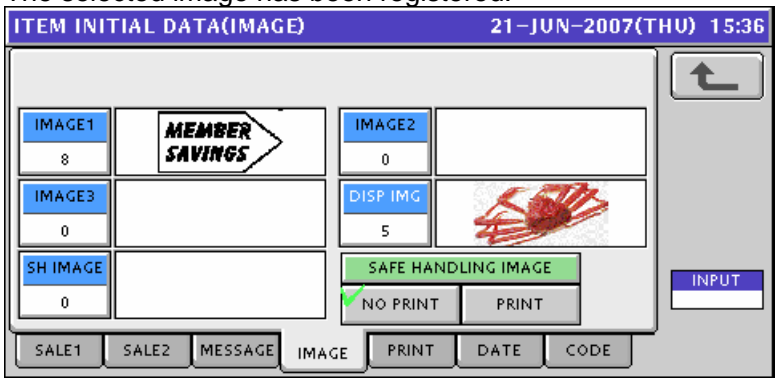 The selected image has been registered.
ITEM INITIAL DATA(IMAGE) 21-JUN-2007(THU) 15:36
IMAGE1 MEMBER SAVINGS IMAGE2
8 0
IMAGE3 DISP IMG
0 5
SH IMAGE SAFE HANDLING IMAGE
0 NO PRINT PRINT
INPUT
SALE1 SALE2 MESSAGE IMAGE PRINT DATE CODE